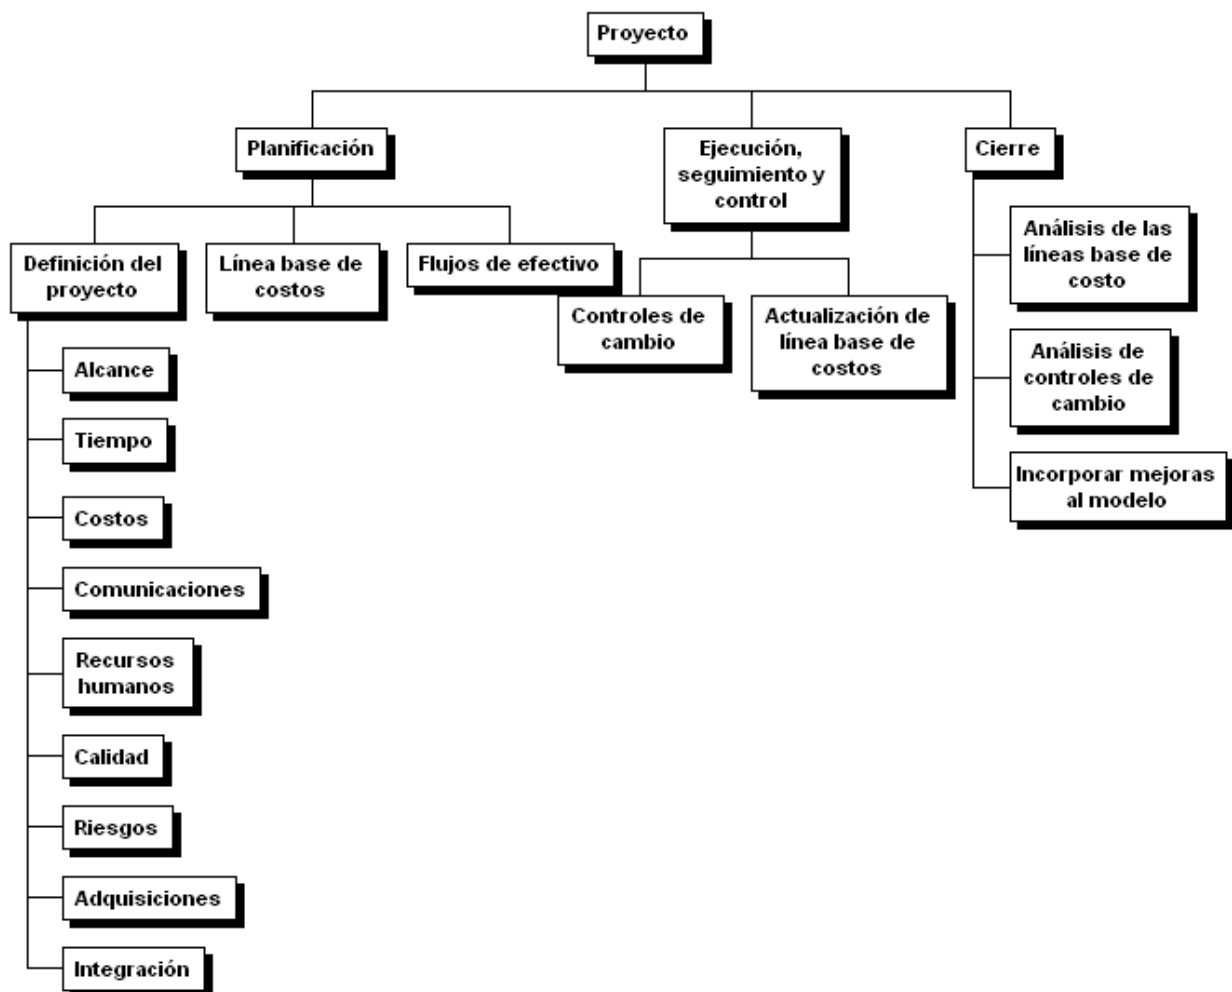 Proyecto
Planificación
Ejecución,
seguimiento y
control
Cierre
Definición del
proyecto
Línea base de
costos
Flujos de efectivo
Controles de
cambio
Actualización de
línea base de
costos
Análisis de las
líneas base de
costo
Análisis de
controles de
cambio
Incorporar mejoras
al modelo
Alcance
Tiempo
Costos
Comunicaciones
Recursos
humanos
Calidad
Riesgos
Adquisiciones
Integración